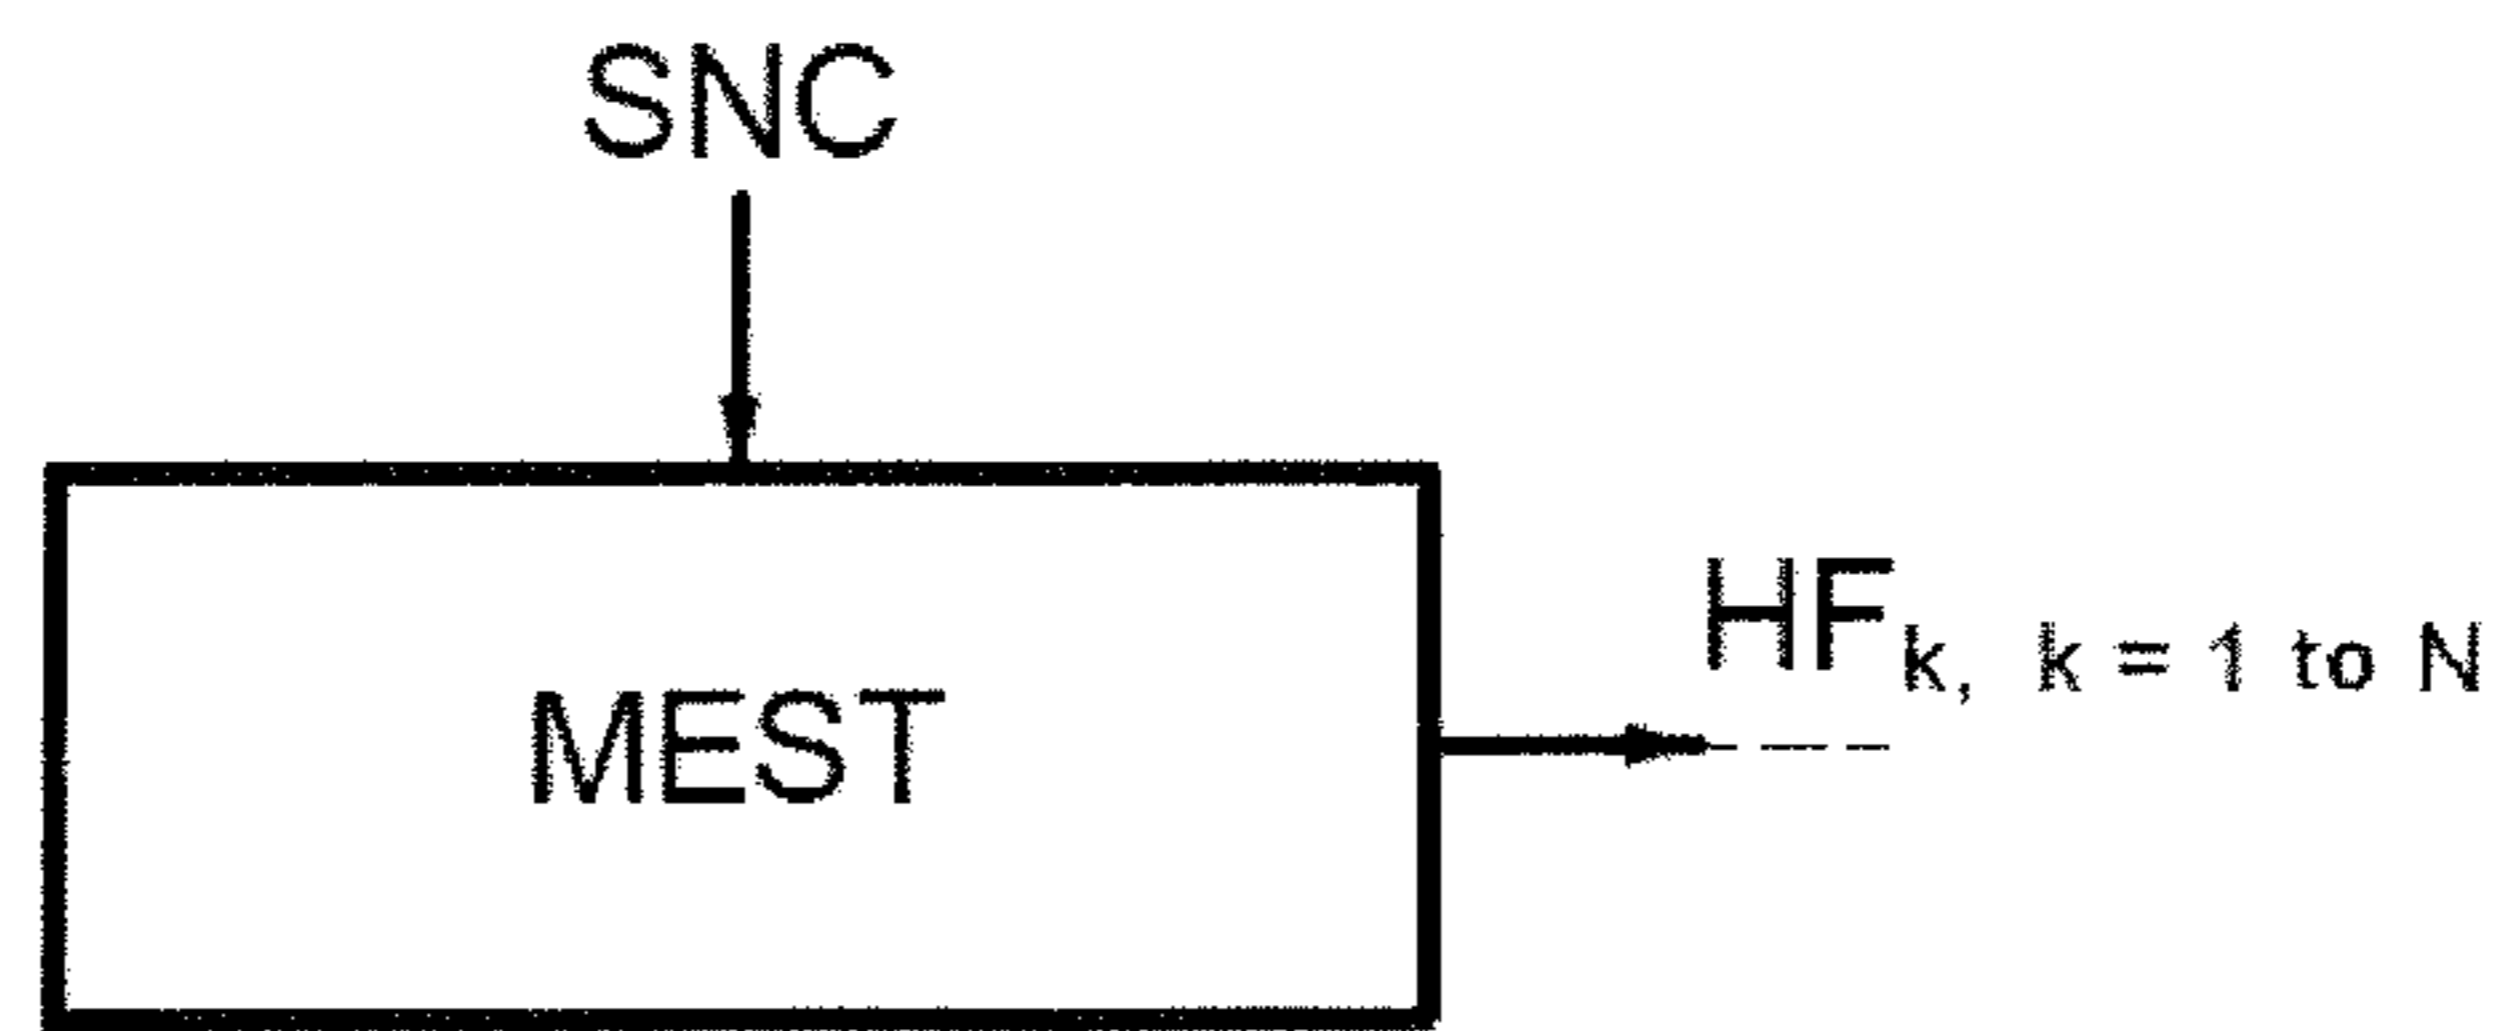 SNC
HFk, k = 1 to N
MEST